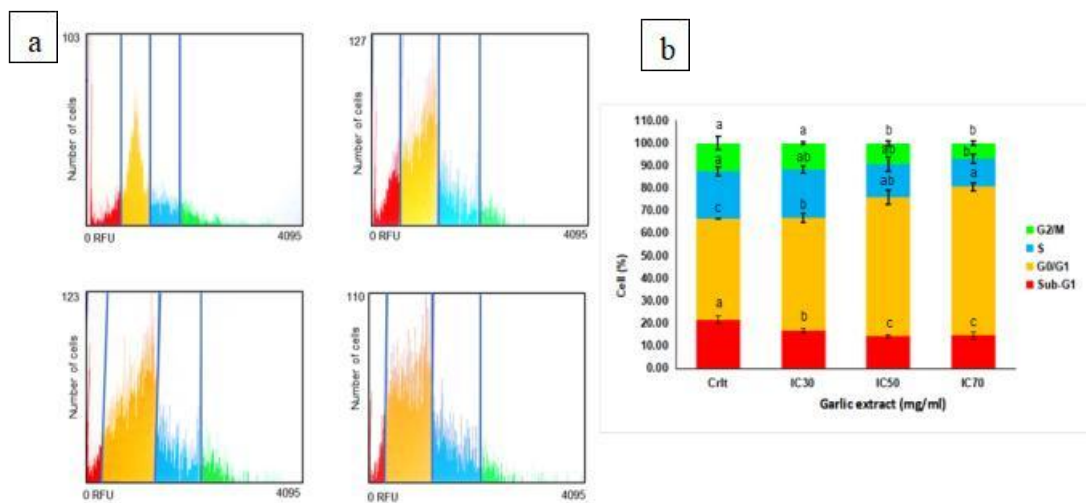 a
103
Number of cells
0 RFU
4095
127
Number of cells
0 RFU
4095
123
Number of cells
0 RFU
4095
110
Number of cells
0 RFU
4095
b
110.00
100.00
90.00
80.00
70.00
60.00
50.00
40.00
30.00
20.00
10.00
0.00
Cell (%)
a
a
b
b
a
ab
ab
b
c
b
ab
a
a
b
c
c
Crlt
IC30
IC50
IC70
Garlic extract (mg/ml)
G2/M
S
G0/G1
Sub-G1